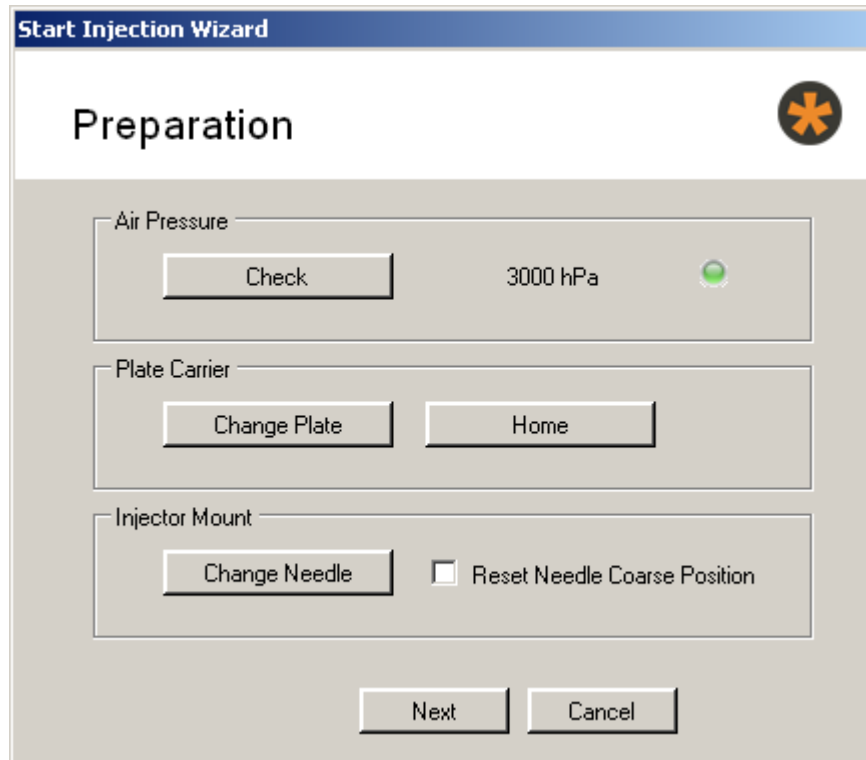 Start Injection Wizard
Preparation
Air Pressure
Check 3000 hPa
Plate Carrier
Change Plate Home
Injector Mount
Change Needle Reset Needle Coarse Position
Next Cancel